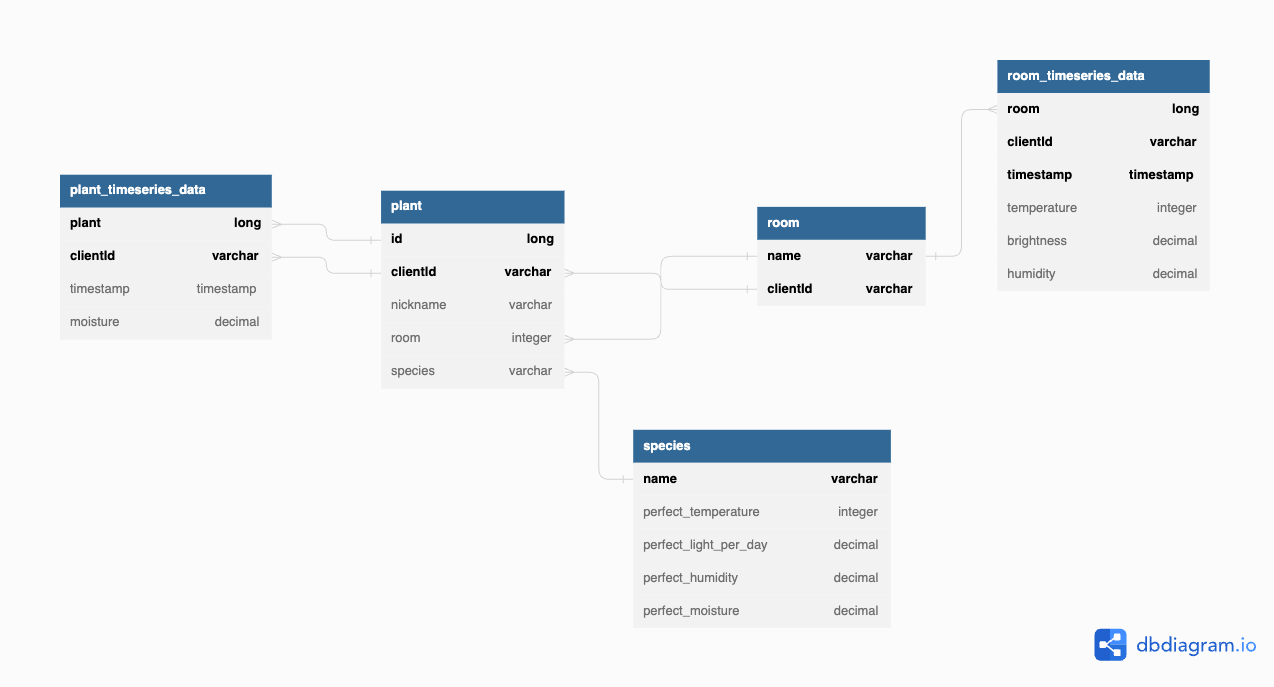 plant_timeseries_data
plant long
clientId varchar
timestamp timestamp
moisture decimal
plant
id long
clientId varchar
nickname varchar
room integer
species varchar
room
name varchar
clientId varchar
room_timeseries_data
room long
clientId varchar
timestamp timestamp
temperature integer
brightness decimal
humidity decimal
species
name varchar
perfect_temperature integer
perfect_light_per_day decimal
perfect_humidity decimal
perfect_moisture decimal
dbdiagram.io